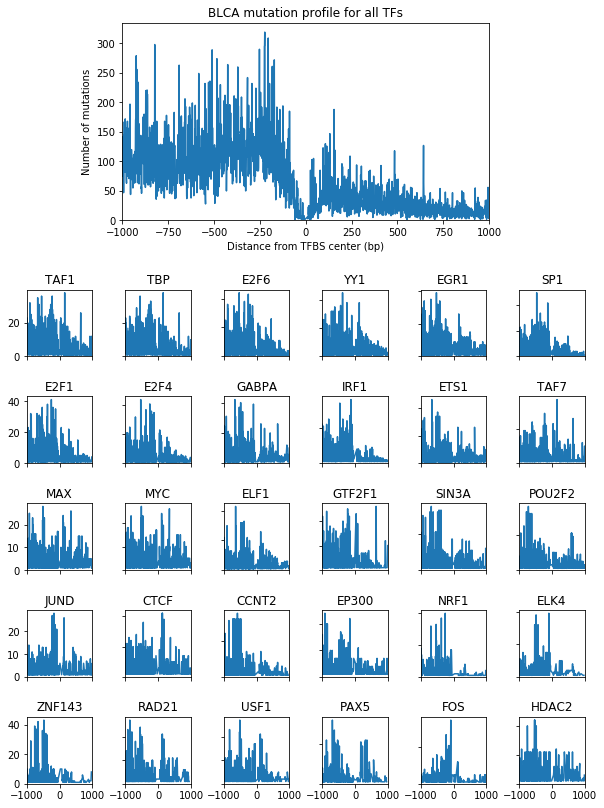 BLCA mutation profile for all TFs
Number of mutations
300
250
200
150
100
50
0
−1000 −750 −500 −250 0 250 500 750 1000
Distance from TFBS center (bp)
TAF1 TBP E2F6 YY1 EGR1 SP1
20
0
E2F1 E2F4 GABPA IRF1 ETS1 TAF7
40
20
0
MAX MYC ELF1 GTF2F1 SIN3A POU2F2
20
10
0
JUND CTCF CCNT2 EP300 NRF1 ELK4
20
10
0
ZNF143 RAD21 USF1 PAX5 FOS HDAC2
40
20
0
−1000 0 1000 −1000 0 1000 −1000 0 1000 −1000 0 1000 −1000 0 1000 −1000 0 1000